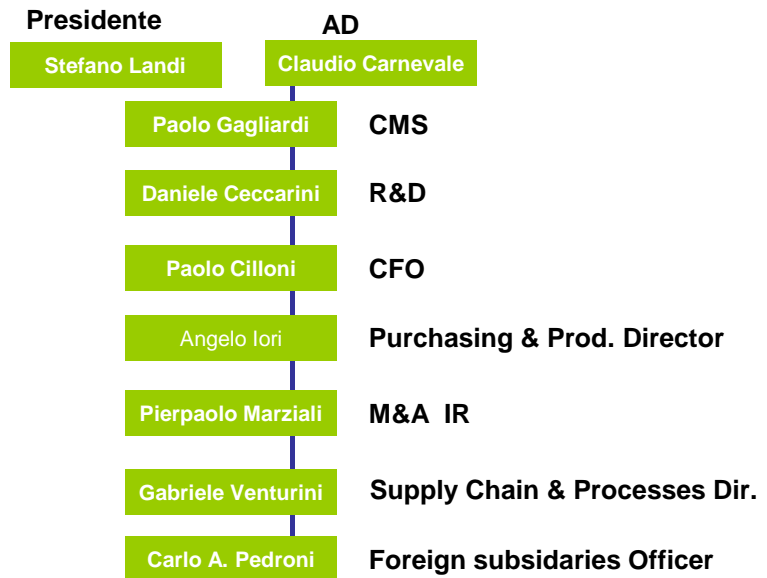 Presidente
AD
Stefano Landi
Claudio Carnevale
Paolo Gagliardi
CMS
Daniele Ceccarini
R&D
Paolo Cilloni
CFO
Angelo Iori
Purchasing & Prod. Director
Pierpaolo Marziali
M&A IR
Gabriele Venturini
Supply Chain & Processes Dir.
Carlo A. Pedroni
Foreign subsidaries Officer